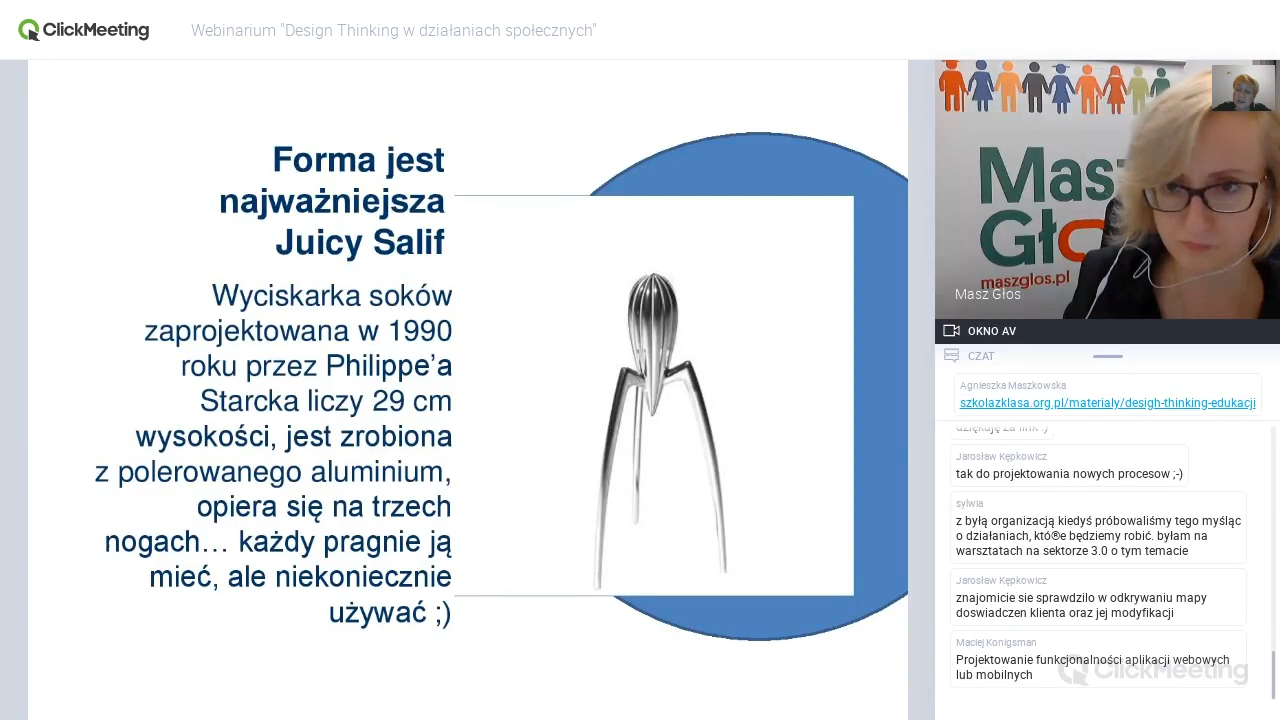 ClickMeeting
Webinarium "Design Thinking w działaniach społecznych"
Forma jest
najważniejsza
Juicy Salif
Wyciskarka soków
zaprojektowana w 1990
roku przez Philippe’a
Starcka liczy 29 cm
wysokości, jest zrobiona
z polerowanego aluminium,
opiera się na trzech
nogach… każdy pragnie ją
mieć, ale niekoniecznie
używać ;)
Masz
Głos
maszglos.pl
Masz Głos
OKNO AV
CZAT
Agnieszka Maszkowska
szkolazklasa.org.pl/materialy/desigh-thinking-edukacji
dziękuję za link :)
Jarosław Kępkowicz
tak do projektowania nowych procesow ;-)
sylwia
z byłą organizacją kiedyś próbowaliśmy tego myśląc
o działaniach, któ®e będziemy robić. byłam na
warsztatach na sektorze 3.0 o tym temacie
Jarosław Kępkowicz
znajomicie sie sprawdzilo w odkrywaniu mapy
doswiadczen klienta oraz jej modyfikacji
Maciej Konigsman
Projektowanie funkcjonalności aplikacji webowych
lub mobilnych
ClickMeeting